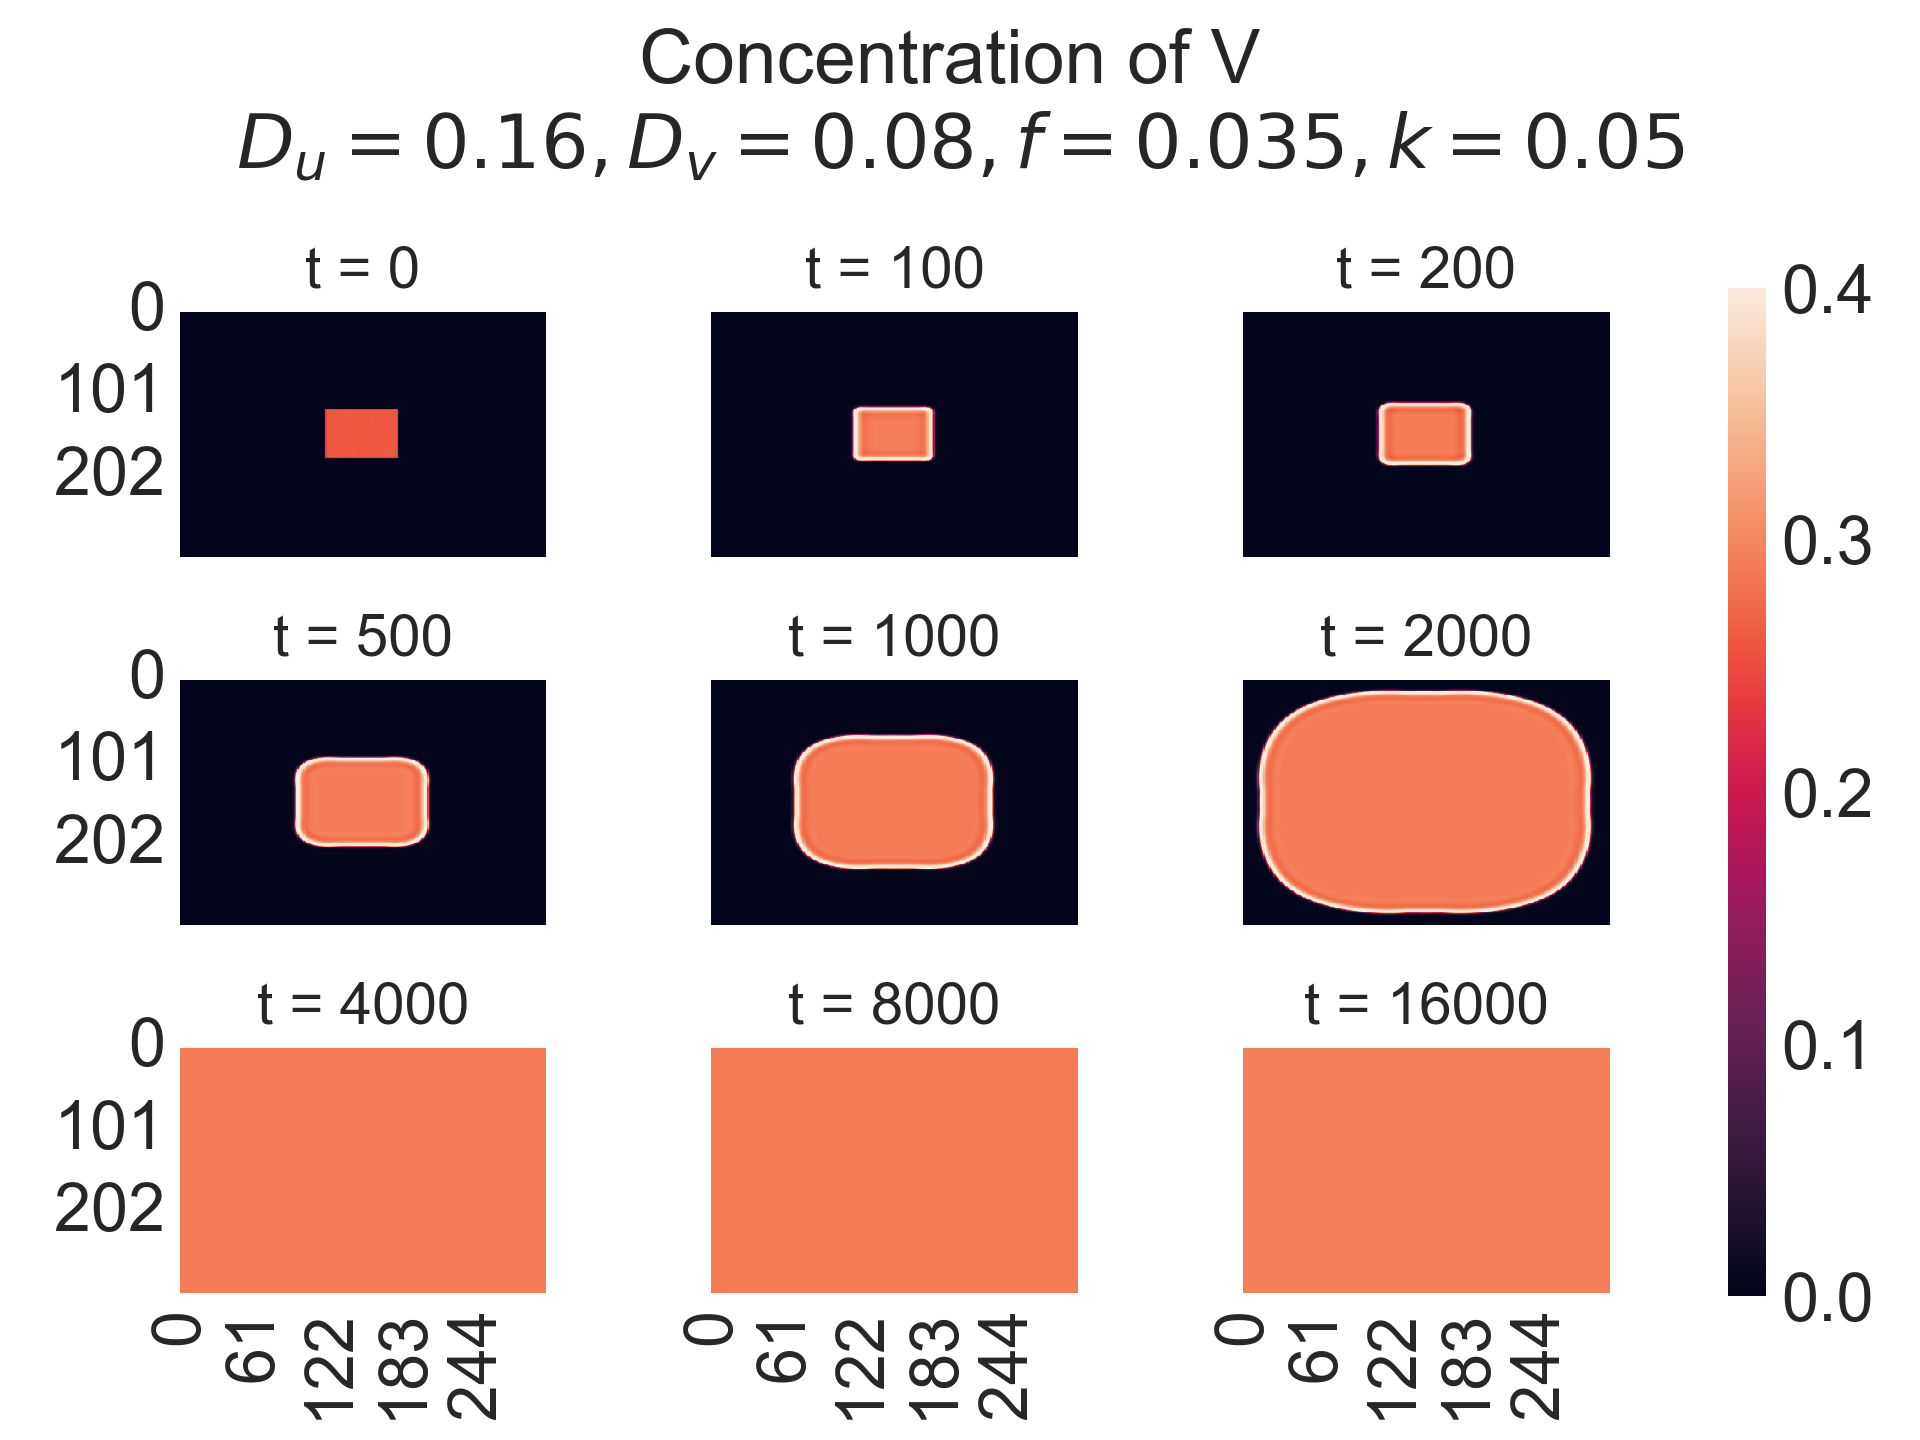 Concentration of V
D_u = 0.16, D_v = 0.08, f = 0.035, k = 0.05
t = 0
t = 100
t = 200
0
101
202
0.4
0.3
0.2
0.1
0.0
t = 500
t = 1000
t = 2000
0
101
202
t = 4000
t = 8000
t = 16000
0
101
202
0 61 122 183 244
0 61 122 183 244
0 61 122 183 244